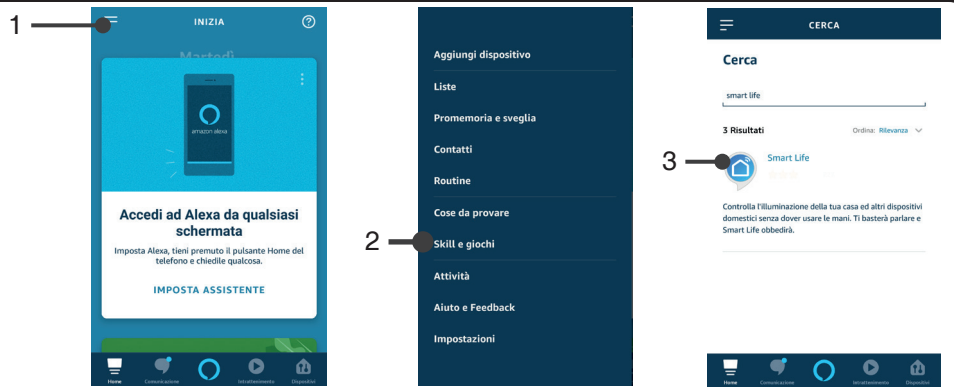 1
INIZIA
Martedì
amazon alexa
Accedi ad Alexa da qualsiasi
schermata
Imposta Alexa, tieni premuto il pulsante Home del
telefono e chiedile qualcosa.
IMPOSTA ASSISTENTE
Home Comunicazione Intrattenimento Dispositivi
Aggiungi dispositivo
Liste
Promemoria e sveglia
Contatti
Routine
Cose da provare
2
Skill e giochi
Attività
Aiuto e Feedback
Impostazioni
CERCA
Cerca
smart life
3 Risultati Ordina: Rilevanza
3
Smart Life
Controlla l'illuminazione della tua casa ed altri dispositivi
domestici senza dover usare le mani. Ti basterà parlare e
Smart Life obbedirà.
Home Comunicazione Intrattenimento Dispositivi